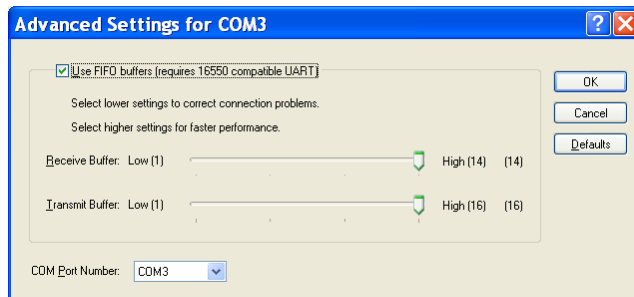 Advanced Settings for COM3
Use FIFO buffers (requires 16550 compatible UART)
OK
Select lower settings to correct connection problems.
Cancel
Select higher settings for faster performance.
Defaults
Receive Buffer: Low (1) High (14) (14)
Transmit Buffer: Low (1) High (16) (16)
COM Port Number: COM3